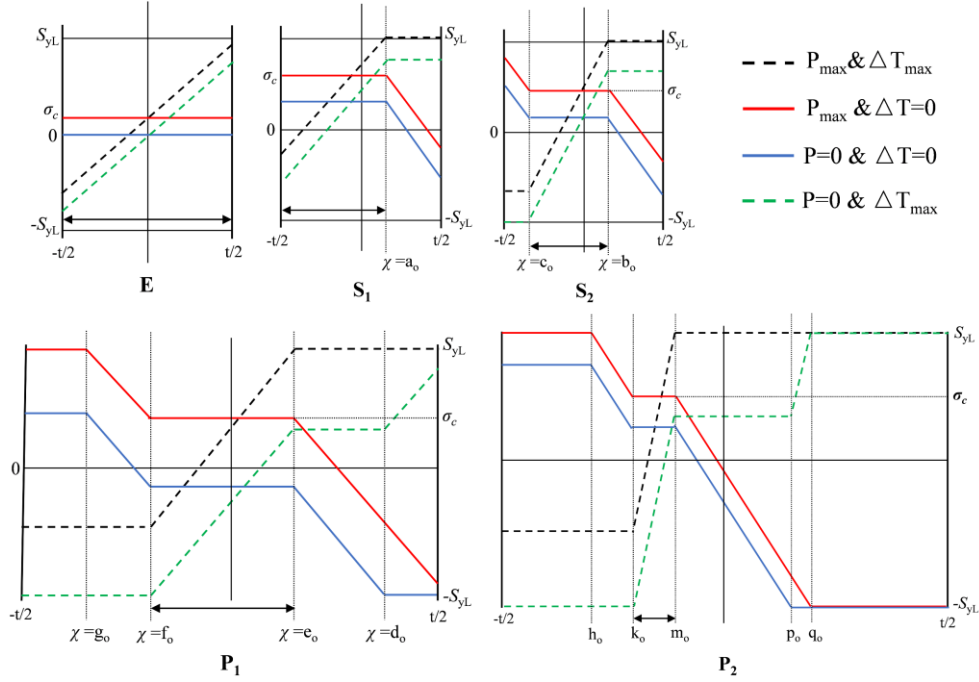 S_yL
σ_c
0
-S_yL
-t/2
t/2
E
S_yL
σ_c
0
-S_yL
-t/2
t/2
χ=a_o
S_1
S_yL
σ_c
0
-S_yL
-t/2
t/2
χ=c_o
χ=b_o
S_2
P_max & △T_max
P_max & △T=0
P=0 & △T=0
P=0 & △T_max
S_yL
σ_c
0
-S_yL
-t/2
t/2
χ=g_o
χ=f_o
χ=e_o
χ=d_o
P_1
S_yL
σ_c
-S_yL
-t/2
t/2
h_o
k_o
m_o
p_o
q_o
P_2